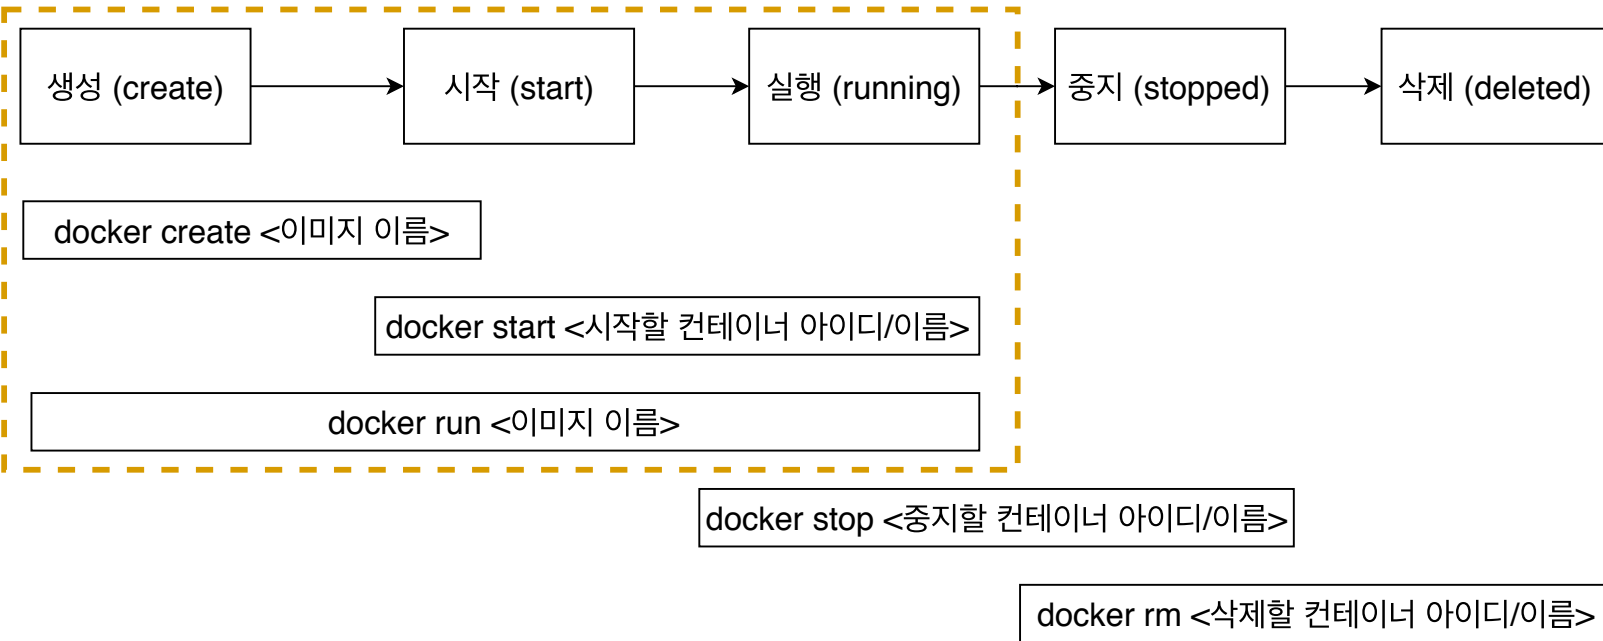 생성 (create)
시작 (start)
실행 (running)
중지 (stopped)
삭제 (deleted)
docker create <이미지 이름>
docker start <시작할 컨테이너 아이디/이름>
docker run <이미지 이름>
docker stop <중지할 컨테이너 아이디/이름>
docker rm <삭제할 컨테이너 아이디/이름>